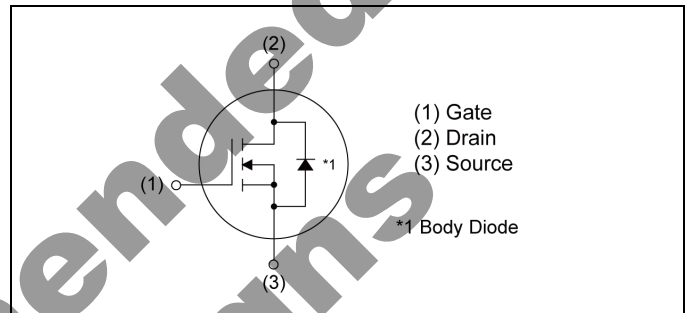 (2)
(1) Gate
(2) Drain
(3) Source
*1
(1)
*1 Body Diode
(3)